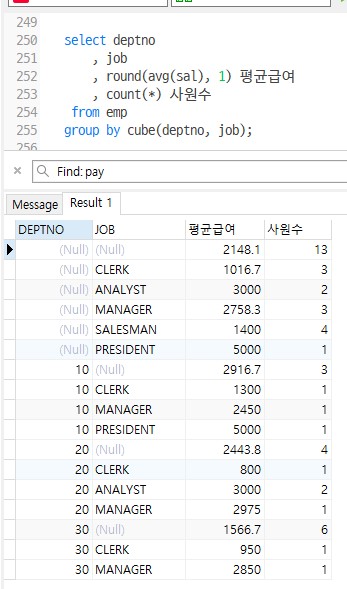 249
250 select deptno
251 , job
252 , round(avg(sal), 1) 평균급여
253 , count(*) 사원수
254 from emp
255 group by cube(deptno, job);
256
× Find: pay
Message Result 1
DEPTNO JOB 평균급여 사원수
(Null) (Null) 2148.1 13
(Null) CLERK 1016.7 3
(Null) ANALYST 3000 2
(Null) MANAGER 2758.3 3
(Null) SALESMAN 1400 4
(Null) PRESIDENT 5000 1
10 (Null) 2916.7 3
10 CLERK 1300 1
10 MANAGER 2450 1
10 PRESIDENT 5000 1
20 (Null) 2443.8 4
20 CLERK 800 1
20 ANALYST 3000 2
20 MANAGER 2975 1
30 (Null) 1566.7 6
30 CLERK 950 1
30 MANAGER 2850 1